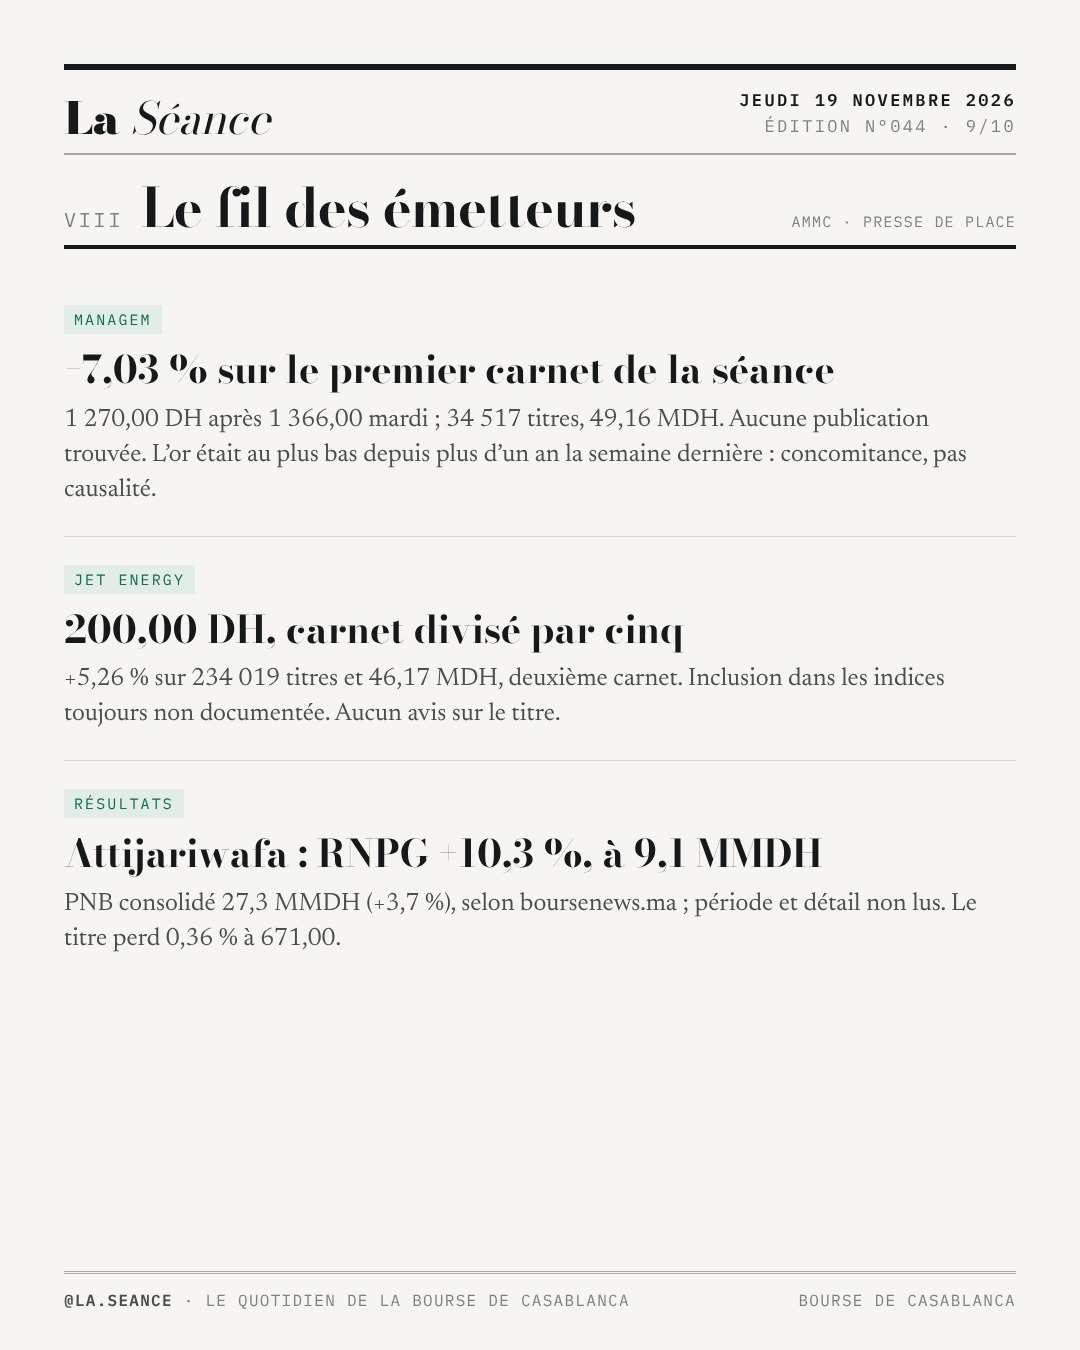 La Séance
JEUDI 19 NOVEMBRE 2026
ÉDITION N°044 · 9/10
VIII Le fil des émetteurs
AMMC · PRESSE DE PLACE
MANAGEM
−7,03 % sur le premier carnet de la séance
1 270,00 DH après 1 366,00 mardi ; 34 517 titres, 49,16 MDH. Aucune publication
trouvée. L’or était au plus bas depuis plus d’un an la semaine dernière : concomitance, pas
causalité.
JET ENERGY
200,00 DH, carnet divisé par cinq
+5,26 % sur 234 019 titres et 46,17 MDH, deuxième carnet. Inclusion dans les indices
toujours non documentée. Aucun avis sur le titre.
RÉSULTATS
Attijariwafa : RNPG +10,3 %, à 9,1 MMDH
PNB consolidé 27,3 MMDH (+3,7 %), selon boursenews.ma ; période et détail non lus. Le
titre perd 0,36 % à 671,00.
@LA.SEANCE · LE QUOTIDIEN DE LA BOURSE DE CASABLANCA
BOURSE DE CASABLANCA